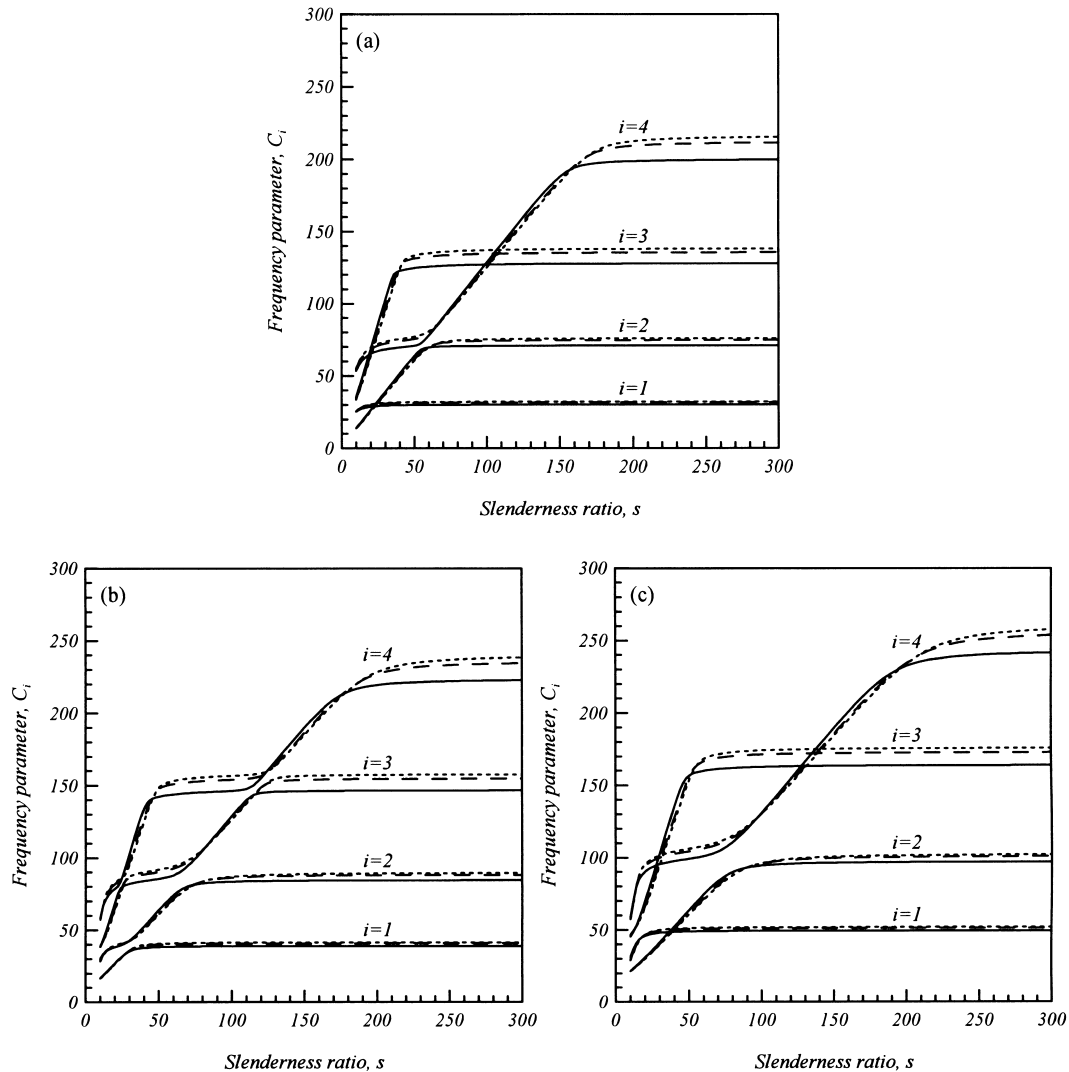 300
(a)
250
i=4
200
Frequency parameter, Cᵢ
150
i=3
100
i=2
50
i=1
0
0 50 100 150 200 250 300
Slenderness ratio, s
300
(b)
250
i=4
200
Frequency parameter, Cᵢ
150
i=3
100
i=2
50
i=1
0
0 50 100 150 200 250 300
Slenderness ratio, s
300
(c)
250
i=4
200
Frequency parameter, Cᵢ
i=3
150
100
i=2
i=1
50
0
0 50 100 150 200 250 300
Slenderness ratio, s